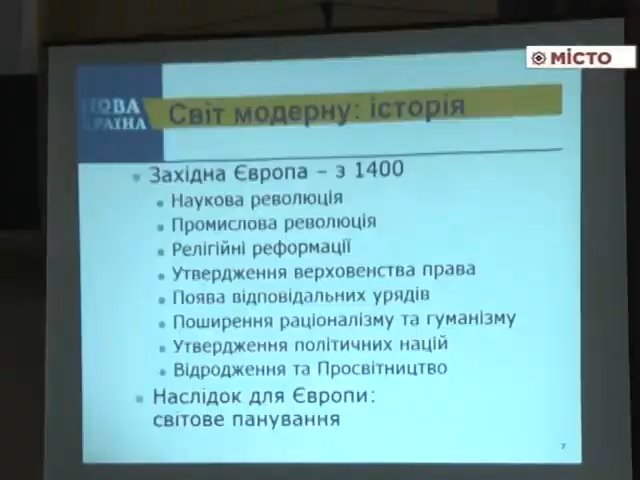 МІСТО
НОВА
КРАЇНА
Світ модерну: історія
Західна Європа – з 1400
Наукова революція
Промислова революція
Релігійні реформації
Утвердження верховенства права
Поява відповідальних урядів
Поширення раціоналізму та гуманізму
Утвердження політичних націй
Відродження та Просвітництво
Наслідок для Європи:
світове панування
7